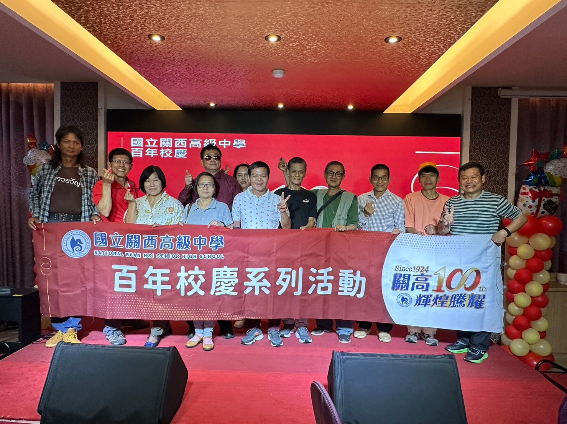 國立關西高級中學
百年校慶
國立關西高級中學
NATIONAL KUAN HSI SENIOR HIGH SCHOOL
百年校慶系列活動
Since1924
關高100th
輝煌騰耀